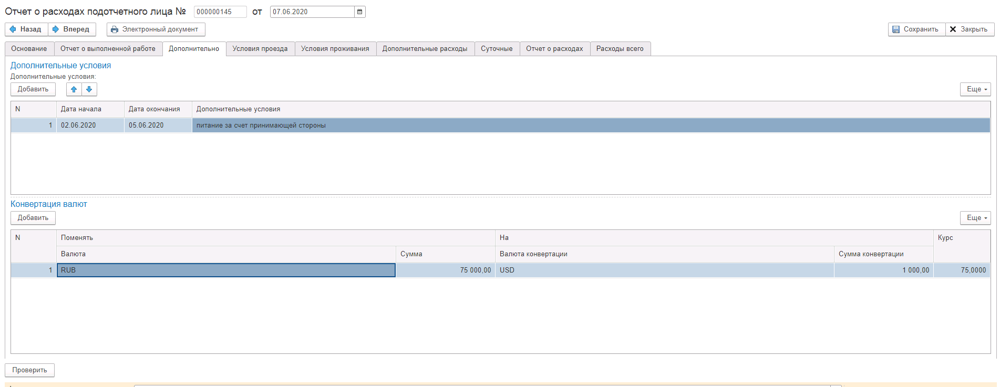 Отчет о расходах подотчетного лица № 000000145 от 07.06.2020
Назад Вперед Электронный документ Сохранить Закрыть
Основание Отчет о выполненной работе Дополнительно Условия проезда Условия проживания Дополнительные расходы Суточные Отчет о расходах Расходы всего
Дополнительные условия
Дополнительные условия:
Добавить Еще
N Дата начала Дата окончания Дополнительные условия
1 02.06.2020 05.06.2020 питание за счет принимающей стороны
Конвертация валют
Добавить Еще
N Поменять На Курс
Валюта Сумма Валюта конвертации Сумма конвертации
1 RUB 75 000,00 USD 1 000,00 75,0000
Проверить